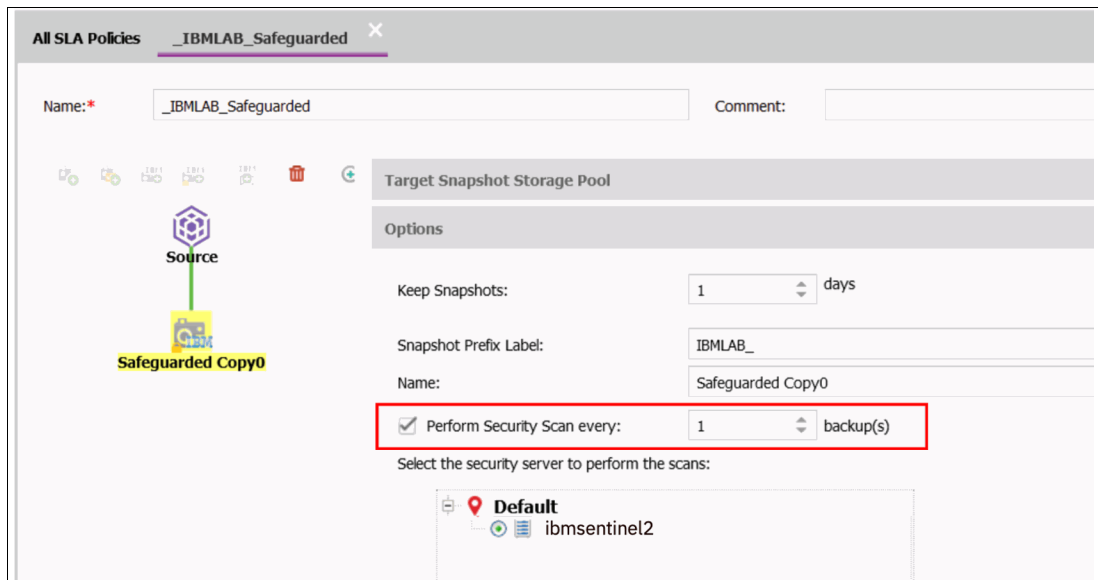 All SLA Policies _IBMLAB_Safeguarded
Name:* _IBMLAB_Safeguarded Comment:
Target Snapshot Storage Pool
Source
Options
Keep Snapshots: 1 days
Safeguarded Copy0
Snapshot Prefix Label: IBMLAB_
Name: Safeguarded Copy0
Perform Security Scan every: 1 backup(s)
Select the security server to perform the scans:
Default
ibmsentinel2